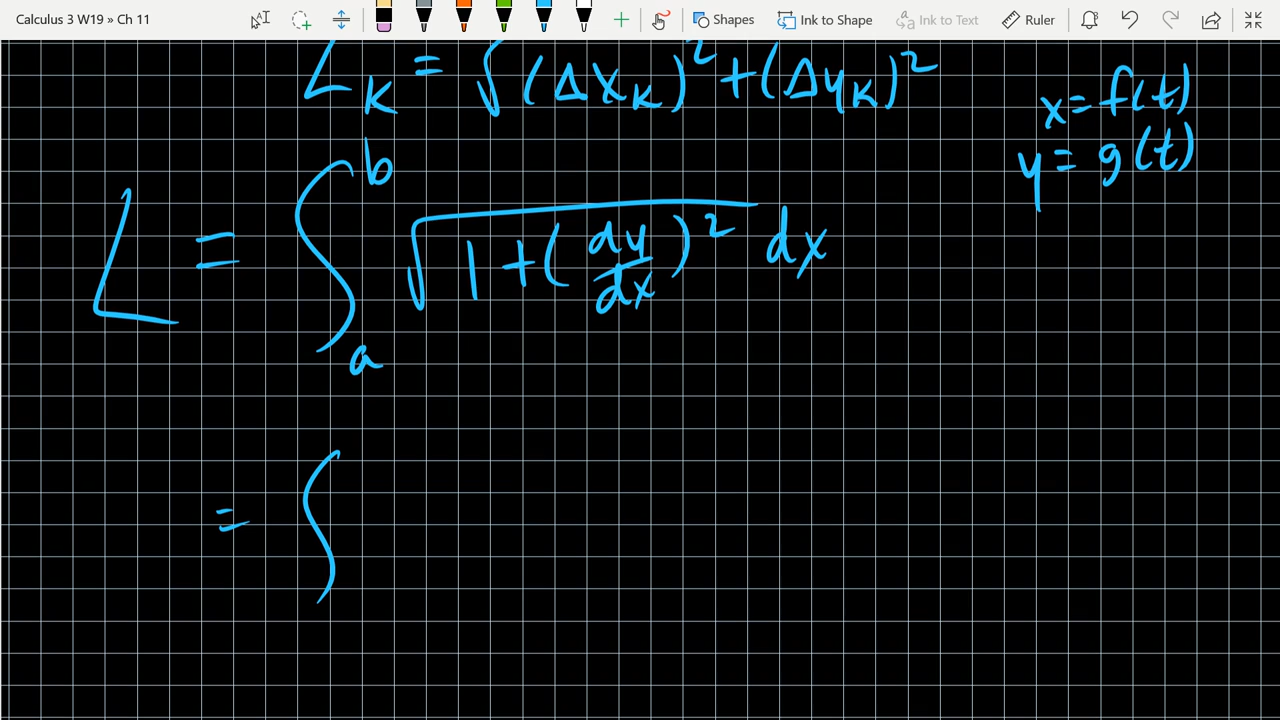 Calculus 3 W19 » Ch 11
Shapes
Ink to Shape
Ink to Text
Ruler
L_K = √(Δx_K)² + (Δy_K)²
x = f(t)
y = g(t)
L = ∫_a^b √(1 + (dy/dx)²) dx
= ∫